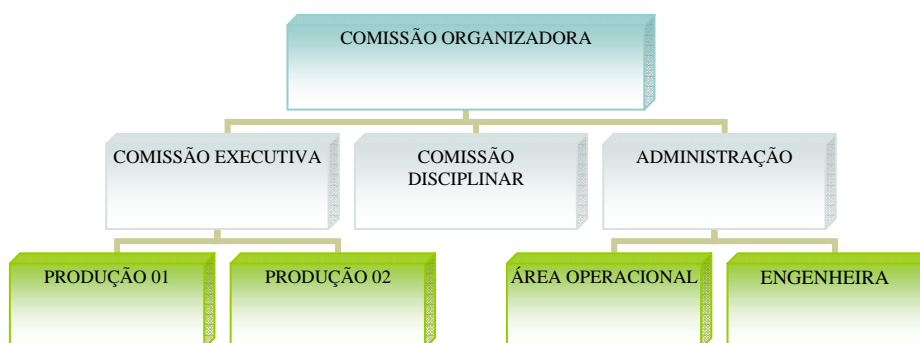 COMISSÃO ORGANIZADORA
COMISSÃO EXECUTIVA
COMISSÃO
DISCIPLINAR
ADMINISTRAÇÃO
PRODUÇÃO 01
PRODUÇÃO 02
ÁREA OPERACIONAL
ENGENHEIRA